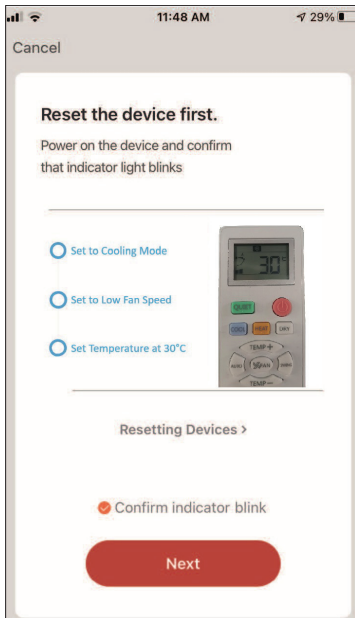 11:48 AM
29%
Cancel
Reset the device first.
Power on the device and confirm
that indicator light blinks
Set to Cooling Mode
Set to Low Fan Speed
Set Temperature at 30°C
30°
QUIET
COOL HEAT DRY
TEMP +
FAN
TEMP −
Resetting Devices >
Confirm indicator blink
Next